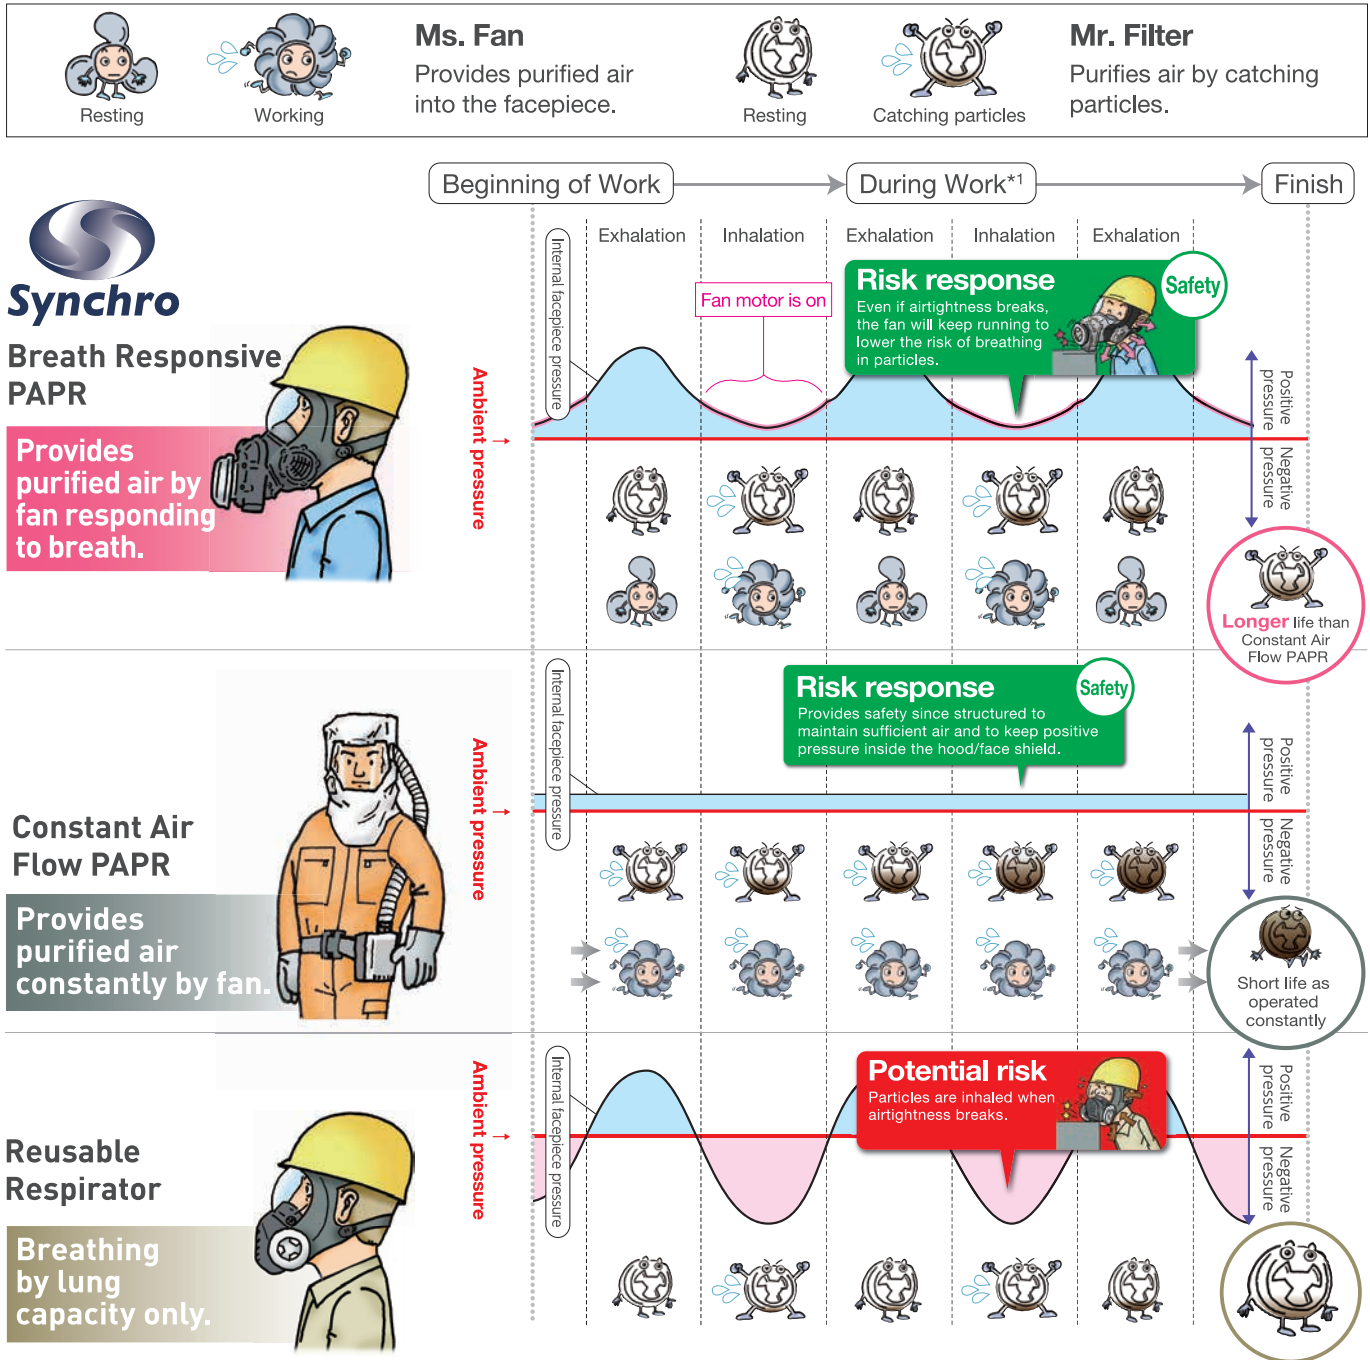 Ms. Fan
Provides purified air
into the facepiece.
Resting
Working
Mr. Filter
Purifies air by catching
particles.
Resting
Catching particles
Beginning of Work
During Work*1
Finish
Synchro
Breath Responsive
PAPR
Provides
purified air by
fan responding
to breath.
Ambient pressure
Internal facepiece pressure
Exhalation
Inhalation
Exhalation
Inhalation
Exhalation
Fan motor is on
Risk response
Safety
Even if airtightness breaks,
the fan will keep running to
lower the risk of breathing
in particles.
Positive
pressure
Negative
pressure
Longer life than
Constant Air
Flow PAPR
Constant Air
Flow PAPR
Provides
purified air
constantly by fan.
Ambient pressure
Internal facepiece pressure
Risk response
Safety
Provides safety since structured to
maintain sufficient air and to keep positive
pressure inside the hood/face shield.
Positive
pressure
Negative
pressure
Short life as
operated
constantly
Reusable
Respirator
Breathing
by lung
capacity only.
Ambient pressure
Internal facepiece pressure
Potential risk
Particles are inhaled when
airtightness breaks.
Positive
pressure
Negative
pressure